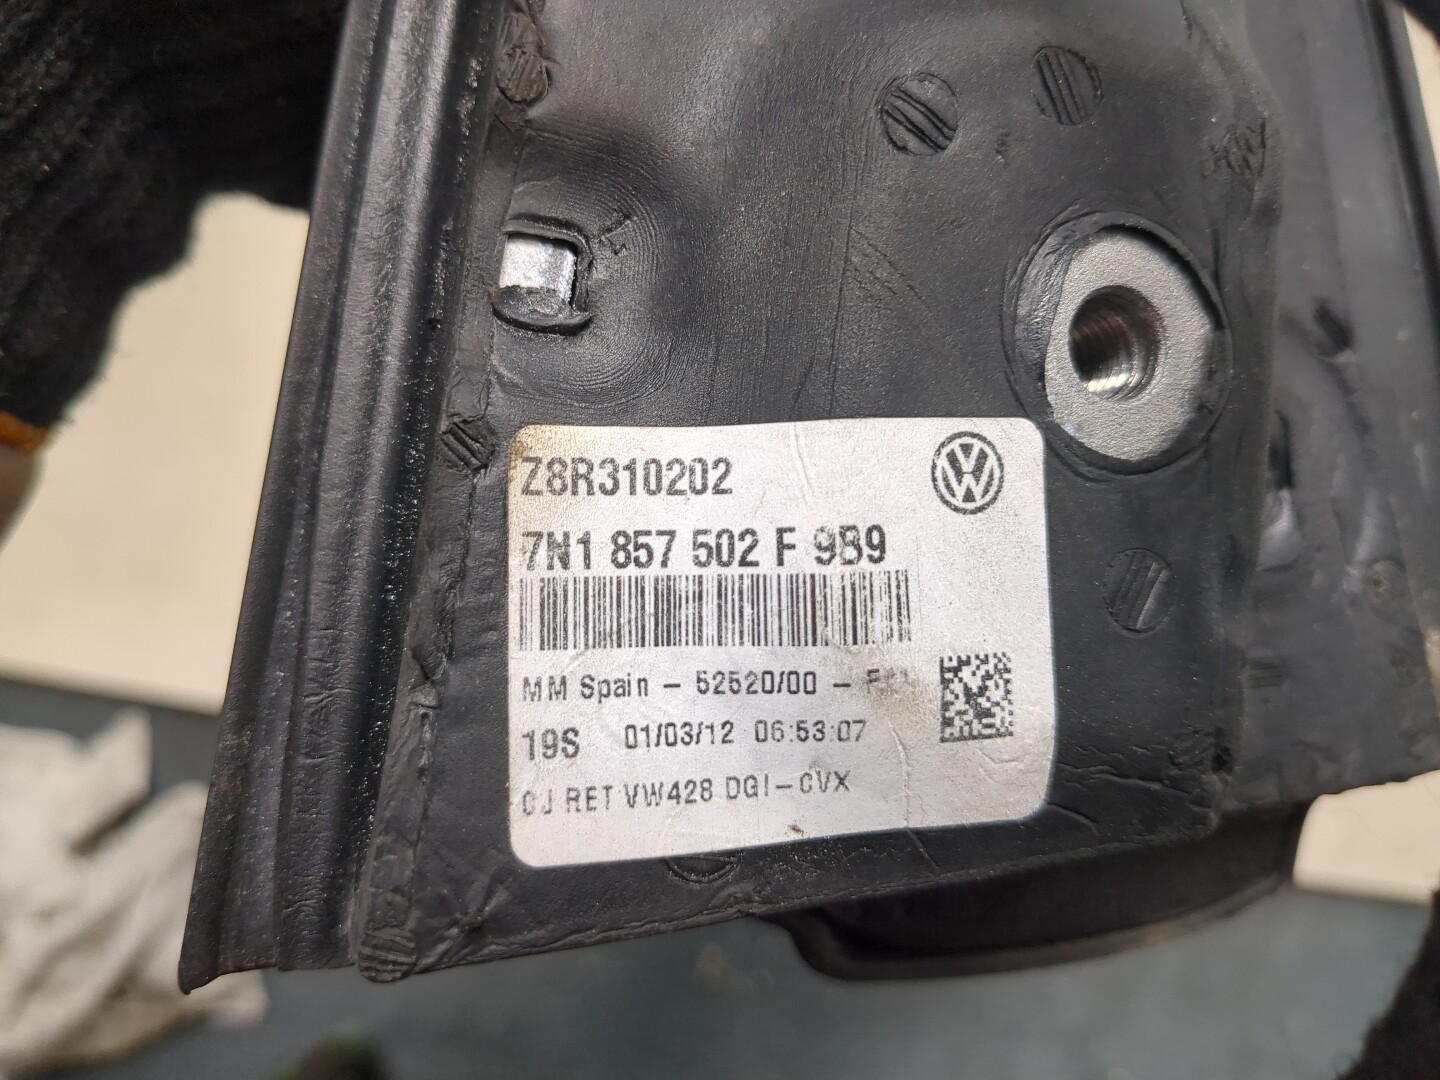 Z8R310202
7N1 857 502 F 9B9
MM Spain - 52520/00 -
19S 01/03/12 06:53:07
CJ RET VW428 DGI-CVX